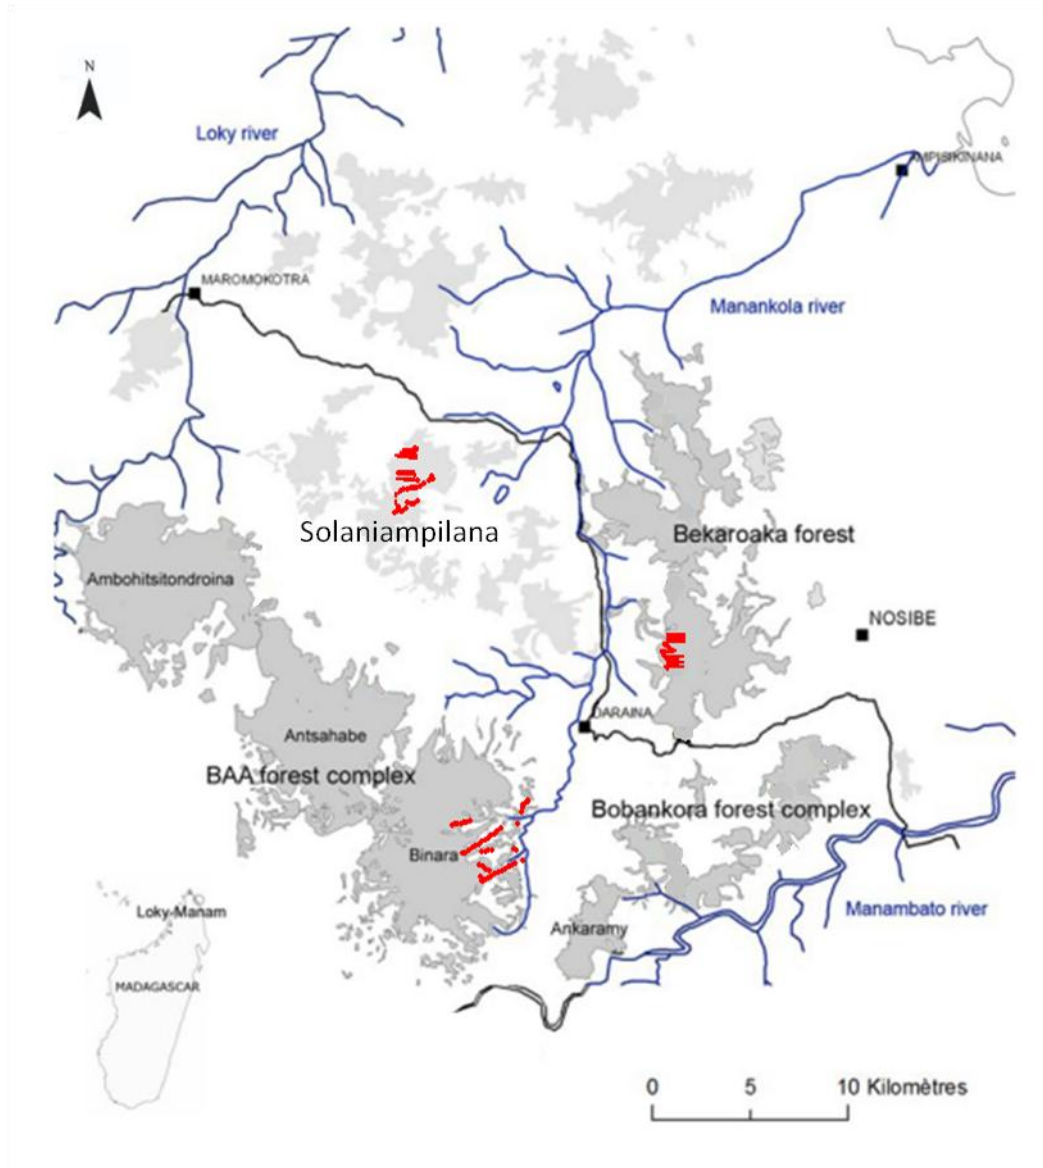 N
Loky river
AMPISIKINANA
MAROMOKOTRA
Manankola river
Solaniampilana
Bekaroaka forest
Ambohitsitondroina
NOSIBE
DARAINA
Antsahabe
BAA forest complex
Bobankora forest complex
Binara
Loky-Manam
Manambato river
Ankaramy
MADAGASCAR
0 5 10 Kilomètres